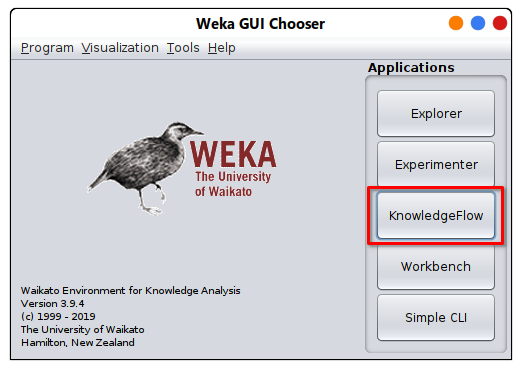 Weka GUI Chooser
Program Visualization Tools Help
Applications
Explorer
Experimenter
KnowledgeFlow
Workbench
Simple CLI
WEKA
The University
of Waikato
Waikato Environment for Knowledge Analysis
Version 3.9.4
(c) 1999 - 2019
The University of Waikato
Hamilton, New Zealand